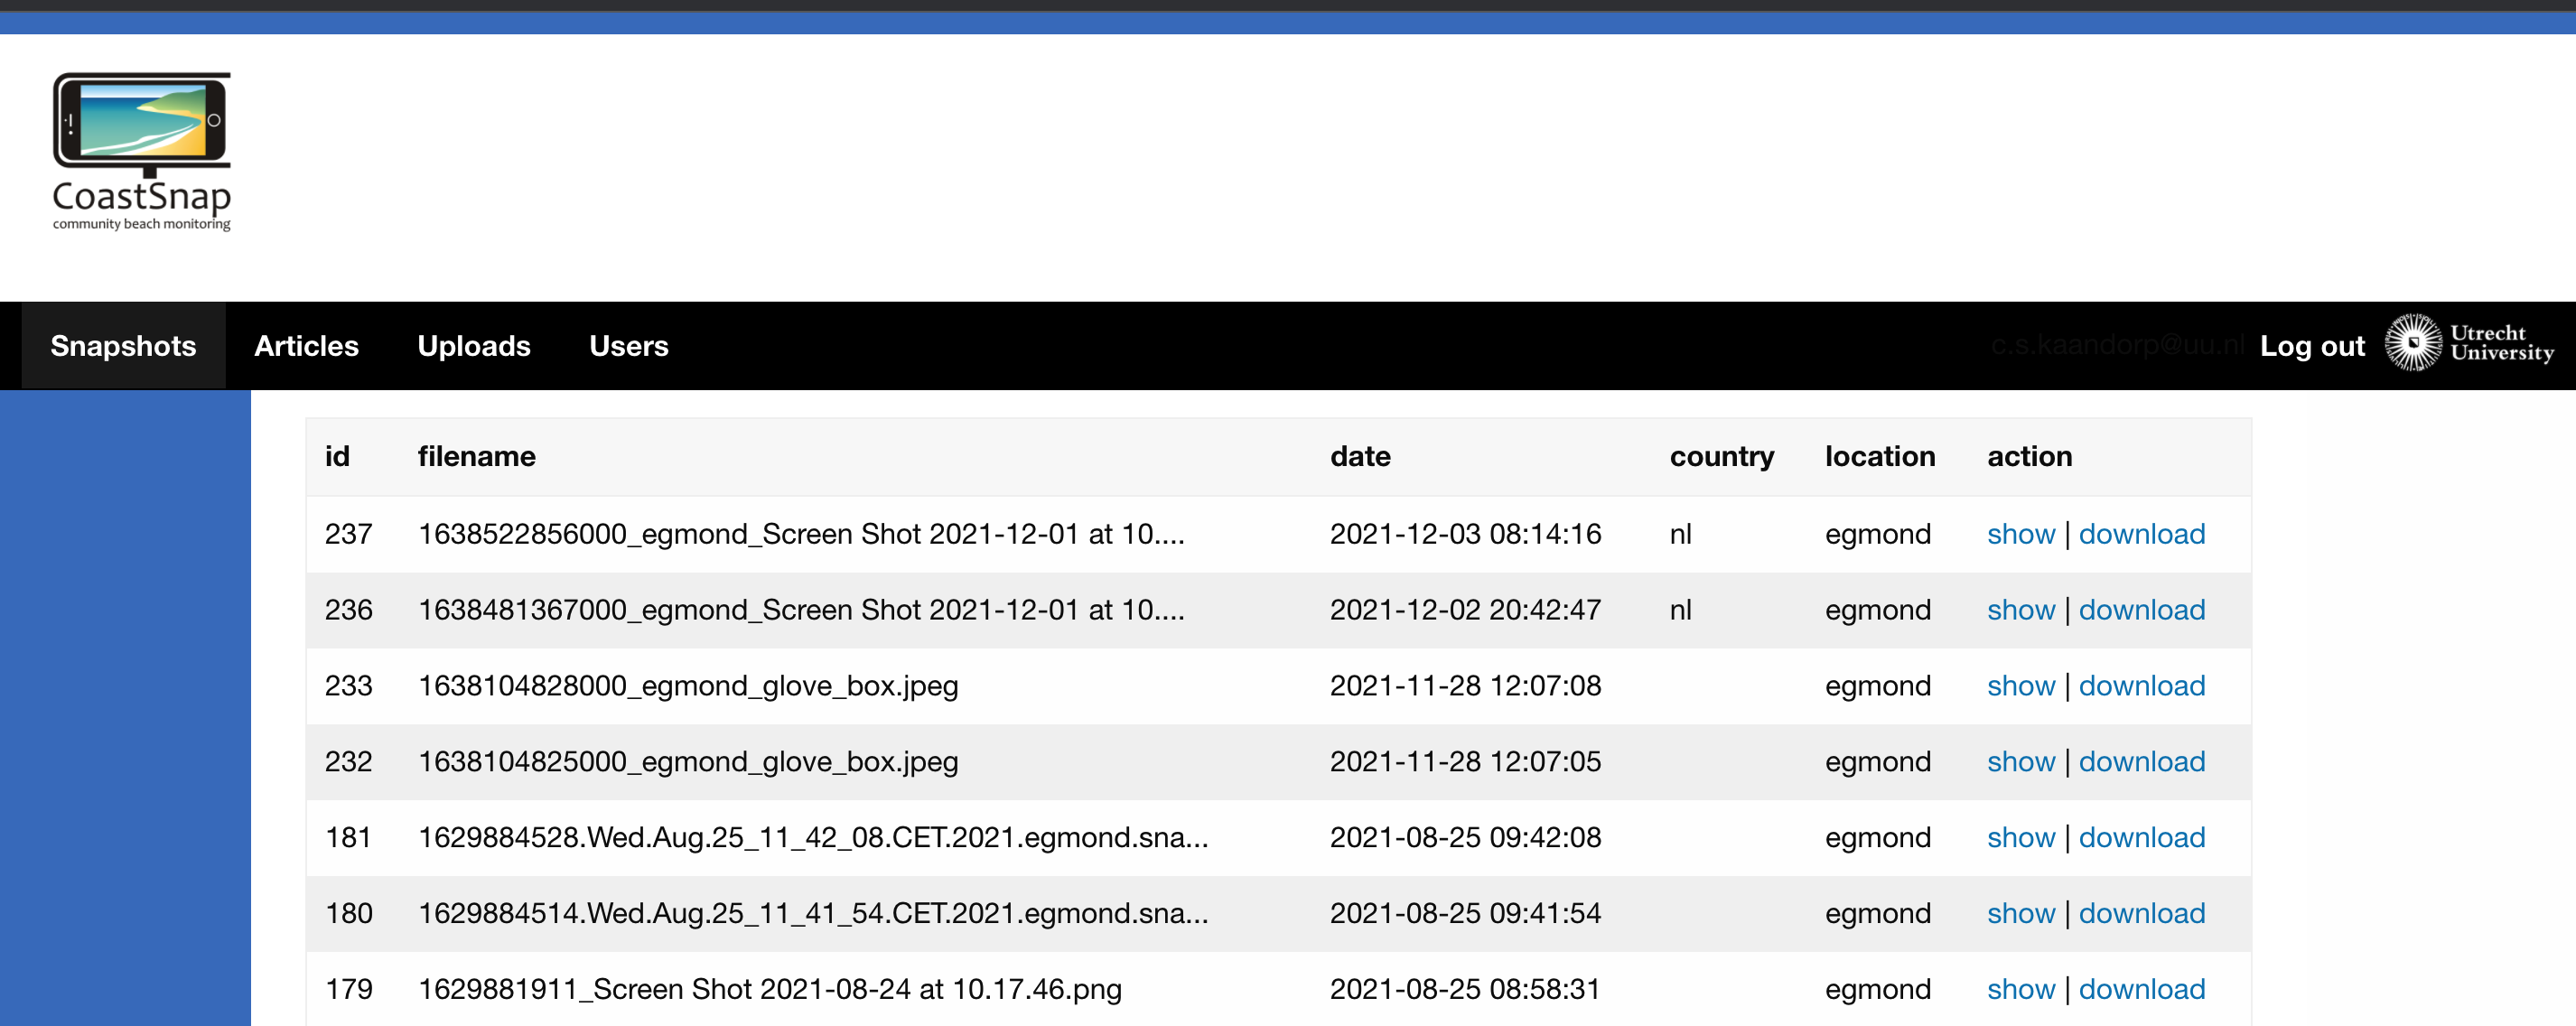 CoastSnap
community beach monitoring
Snapshots Articles Uploads Users c.s.kaandorp@uu.nl Log out Utrecht University
id filename date country location action
237 1638522856000_egmond_Screen Shot 2021-12-01 at 10.... 2021-12-03 08:14:16 nl egmond show | download
236 1638481367000_egmond_Screen Shot 2021-12-01 at 10.... 2021-12-02 20:42:47 nl egmond show | download
233 1638104828000_egmond_glove_box.jpeg 2021-11-28 12:07:08 egmond show | download
232 1638104825000_egmond_glove_box.jpeg 2021-11-28 12:07:05 egmond show | download
181 1629884528.Wed.Aug.25_11_42_08.CET.2021.egmond.sna... 2021-08-25 09:42:08 egmond show | download
180 1629884514.Wed.Aug.25_11_41_54.CET.2021.egmond.sna... 2021-08-25 09:41:54 egmond show | download
179 1629881911_Screen Shot 2021-08-24 at 10.17.46.png 2021-08-25 08:58:31 egmond show | download